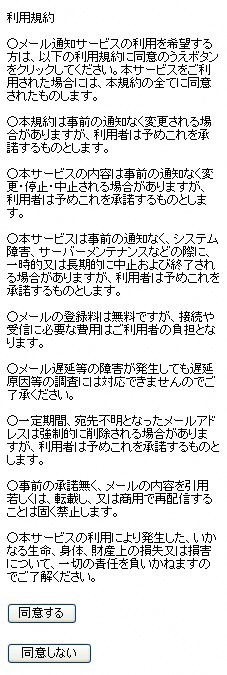 利用規約
〇メール通知サービスの利用を希望する
方は、以下の利用規約に同意のうえボタン
をクリックしてください。本サービスをご利
用された場合には、本規約の全てに同意
されたものとします。
〇本規約は事前の通知なく変更される場
合がありますが、利用者は予めこれを承
諾するものとします。
〇本サービスの内容は事前の通知なく変
更・停止・中止される場合がありますが、
利用者は予めこれを承諾するものとしま
す。
〇本サービスは事前の通知なく、システム
障害、サーバーメンテナンスなどの際に、
一時的又は長期的に中止および終了され
る場合がありますが、利用者は予めこれを
承諾するものとします。
〇メールの登録料は無料ですが、接続や
受信に必要な費用はご利用者の負担とな
ります。
〇メール遅延等の障害が発生しても遅延
原因等の調査には対応できませんのでご
了承ください。
〇一定期間、宛先不明となったメールアド
レスは強制的に削除される場合がありま
すが、利用者は予めこれを承諾するものと
します。
〇事前の承諾無く、メールの内容を引用
若しくは、転載し、又は商用で再配信する
ことは固く禁止します。
〇本サービスの利用により発生した、いか
なる生命、身体、財産上の損失又は損害
について、一切の責任を負いかねますの
でご了解ください。
同意する
同意しない